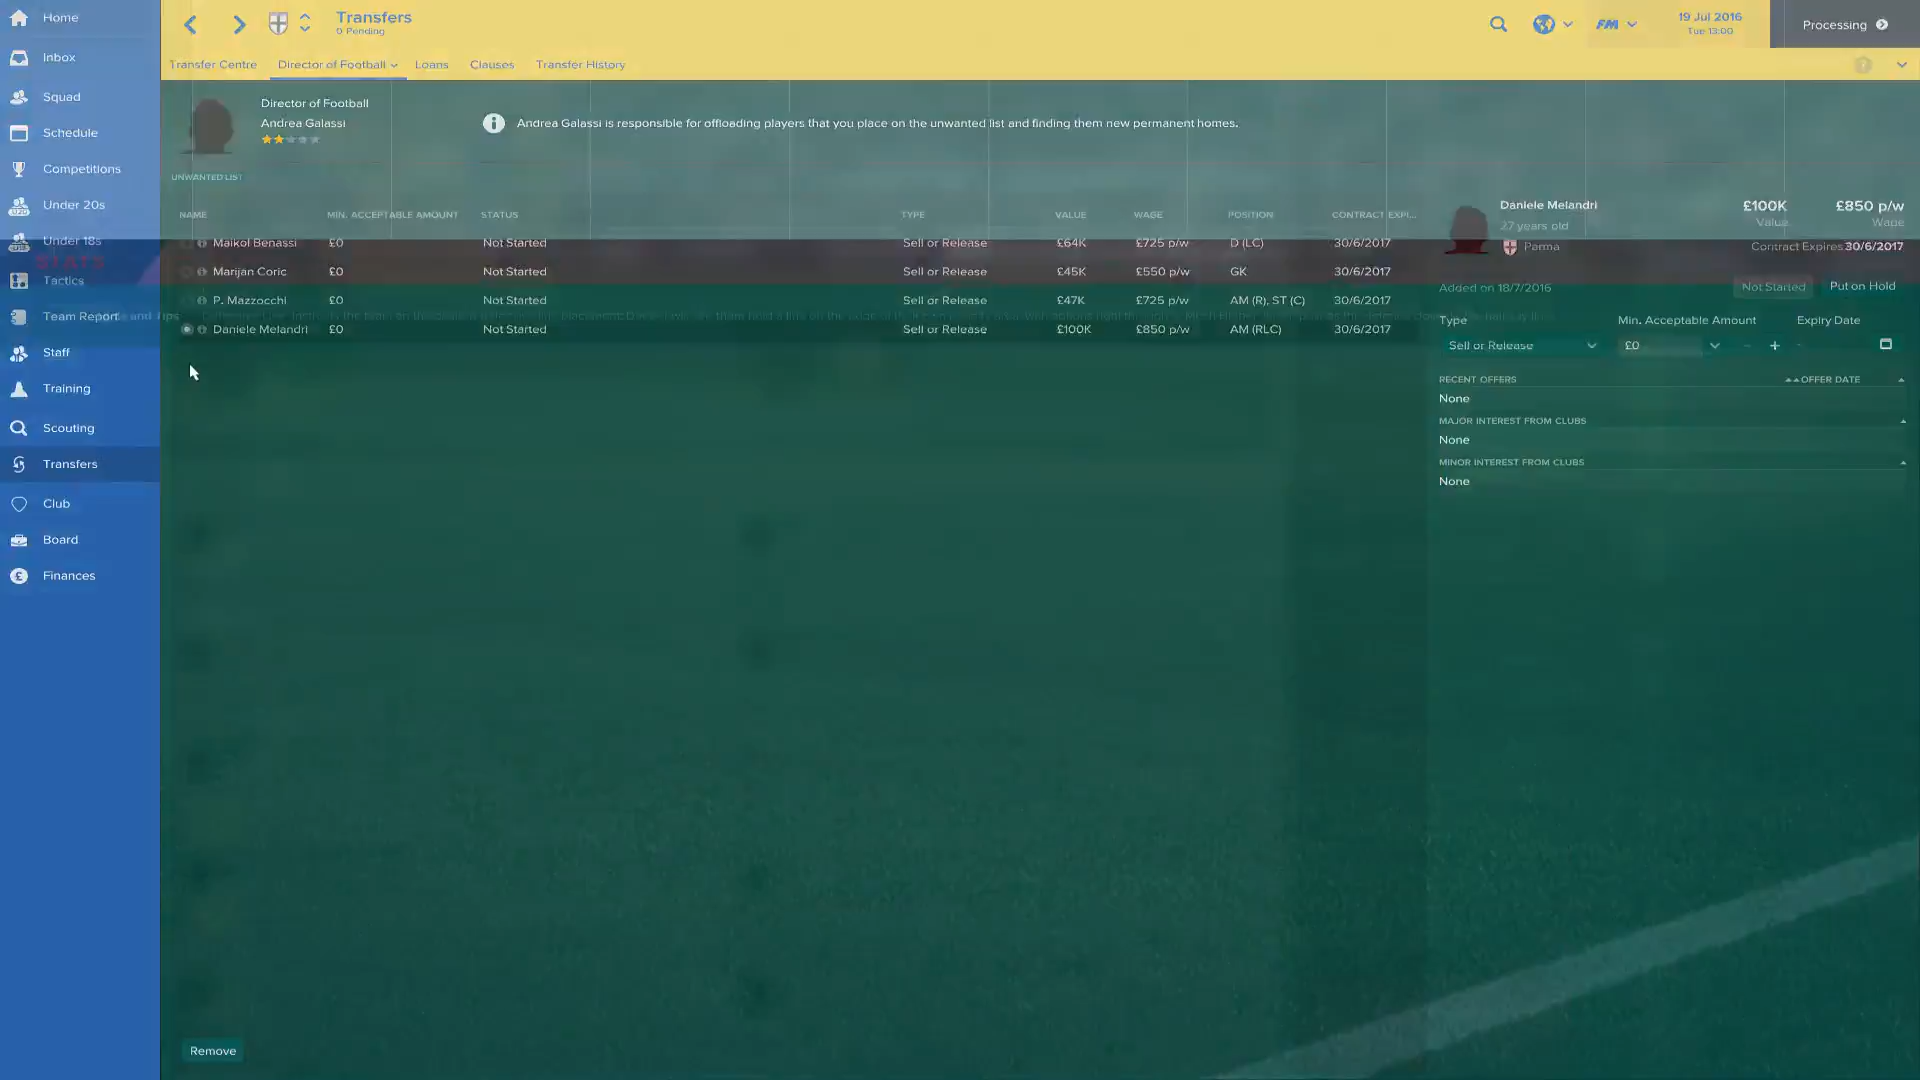 Home
Inbox
Squad
Schedule
Competitions
Under 20s
Under 18s
Tactics
Team Report
Staff
Training
Scouting
Transfers
Club
Board
Finances
STATS
and Tips
Transfers
0 Pending
FM
19 Jul 2016
Tue 13:00
Processing
Transfer Centre Director of Football Loans Clauses Transfer History
Director of Football
Andrea Galassi
Andrea Galassi is responsible for offloading players that you place on the unwanted list and finding them new permanent homes.
UNWANTED LIST
NAME MIN. ACCEPTABLE AMOUNT STATUS TYPE VALUE WAGE POSITION CONTRACT EXPI...
Maikol Benassi £0 Not Started Sell or Release £64K £725 p/w D (LC) 30/6/2017
Marijan Coric £0 Not Started Sell or Release £45K £550 p/w GK 30/6/2017
P. Mazzocchi £0 Not Started Sell or Release £47K £725 p/w AM (R), ST (C) 30/6/2017
Daniele Melandri £0 Not Started Sell or Release £100K £850 p/w AM (RLC) 30/6/2017
Daniele Melandri £100K £850 p/w
27 years old Value Wage
Parma Contract Expires 30/6/2017
Added on 18/7/2016 Not Started Put on Hold
Type Min. Acceptable Amount Expiry Date
Sell or Release £0 - + -
RECENT OFFERS OFFER DATE
None
MAJOR INTEREST FROM CLUBS
None
MINOR INTEREST FROM CLUBS
None
Remove